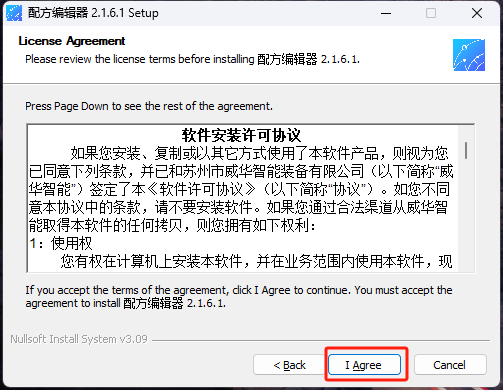 配方编辑器 2.1.6.1 Setup
License Agreement
Please review the license terms before installing 配方编辑器 2.1.6.1.
Press Page Down to see the rest of the agreement.
软件安装许可协议
如果您安装、复制或以其它方式使用了本软件产品，则视为您
已同意下列条款，并已和苏州市威华智能装备有限公司（以下简称“威
华智能”）签定了本《软件许可协议》（以下简称“协议”）。如您不同
意本协议中的条款，请不要安装软件。如果您通过合法渠道从威华智
能取得本软件的任何拷贝，则您拥有如下权利：
1：使用权
您有权在计算机上安装本软件，并在业务范围内使用本软件，现
If you accept the terms of the agreement, click I Agree to continue. You must accept the
agreement to install 配方编辑器 2.1.6.1.
Nullsoft Install System v3.09
< Back
I Agree
Cancel